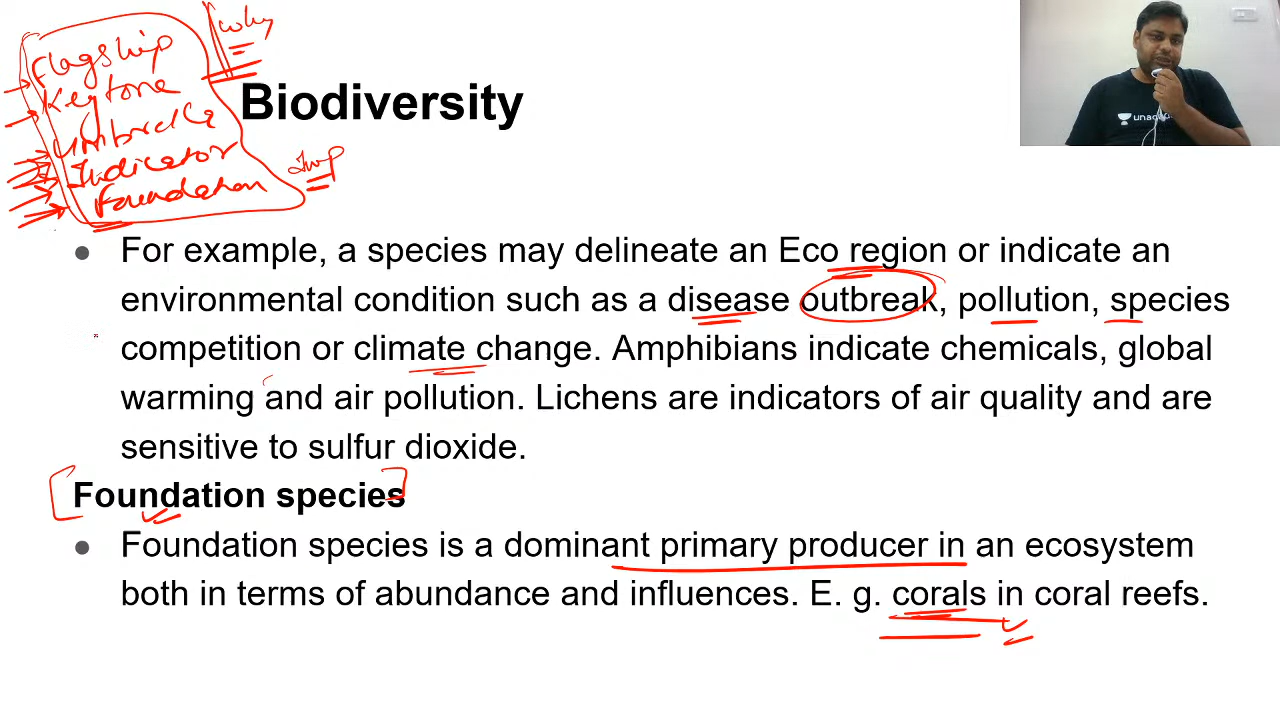 why
Flagship
Keytone
Umbrella
Indicator
Foundation
Imp
Biodiversity
unac
● For example, a species may delineate an Eco region or indicate an
environmental condition such as a disease outbreak, pollution, species
competition or climate change. Amphibians indicate chemicals, global
warming and air pollution. Lichens are indicators of air quality and are
sensitive to sulfur dioxide.
Foundation species
● Foundation species is a dominant primary producer in an ecosystem
both in terms of abundance and influences. E. g. corals in coral reefs.